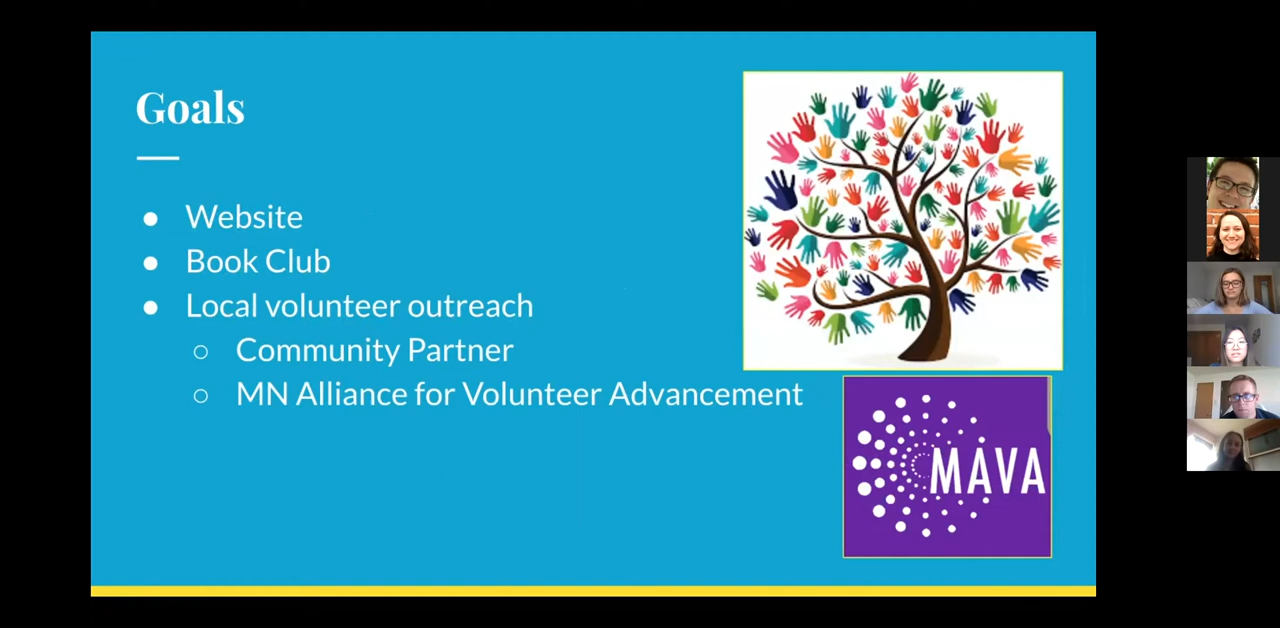 Goals
● Website
● Book Club
● Local volunteer outreach
○ Community Partner
○ MN Alliance for Volunteer Advancement
MAVA